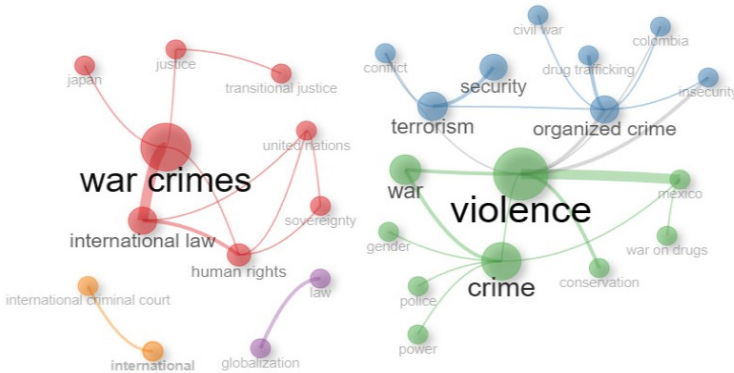 japan
justice
transitional justice
united nations
war crimes
sovereignty
international law
human rights
international criminal court
law
international
globalization
civil war
colombia
conflict
drug trafficking
security
insecurity
terrorism
organized crime
war
mexico
violence
gender
war on drugs
crime
conservation
police
power